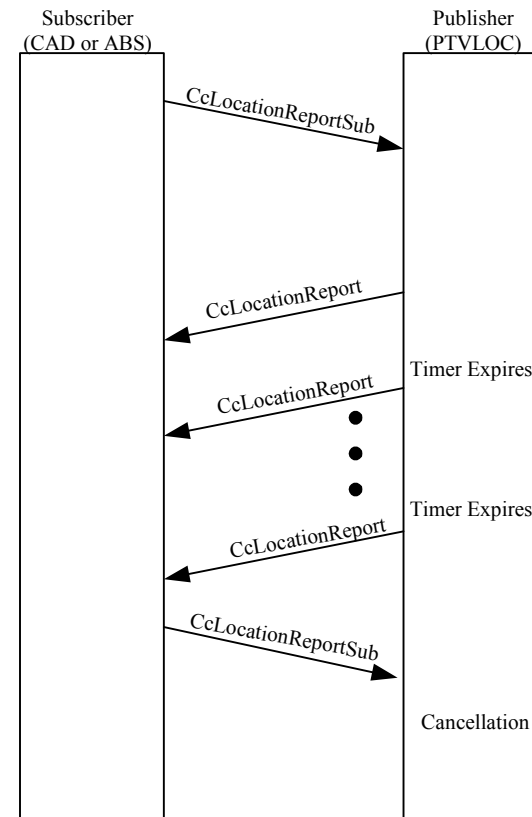 Subscriber
(CAD or ABS)
Publisher
(PTVLOC)
CcLocationReportSub
CcLocationReport
Timer Expires
CcLocationReport
Timer Expires
CcLocationReport
CcLocationReportSub
Cancellation